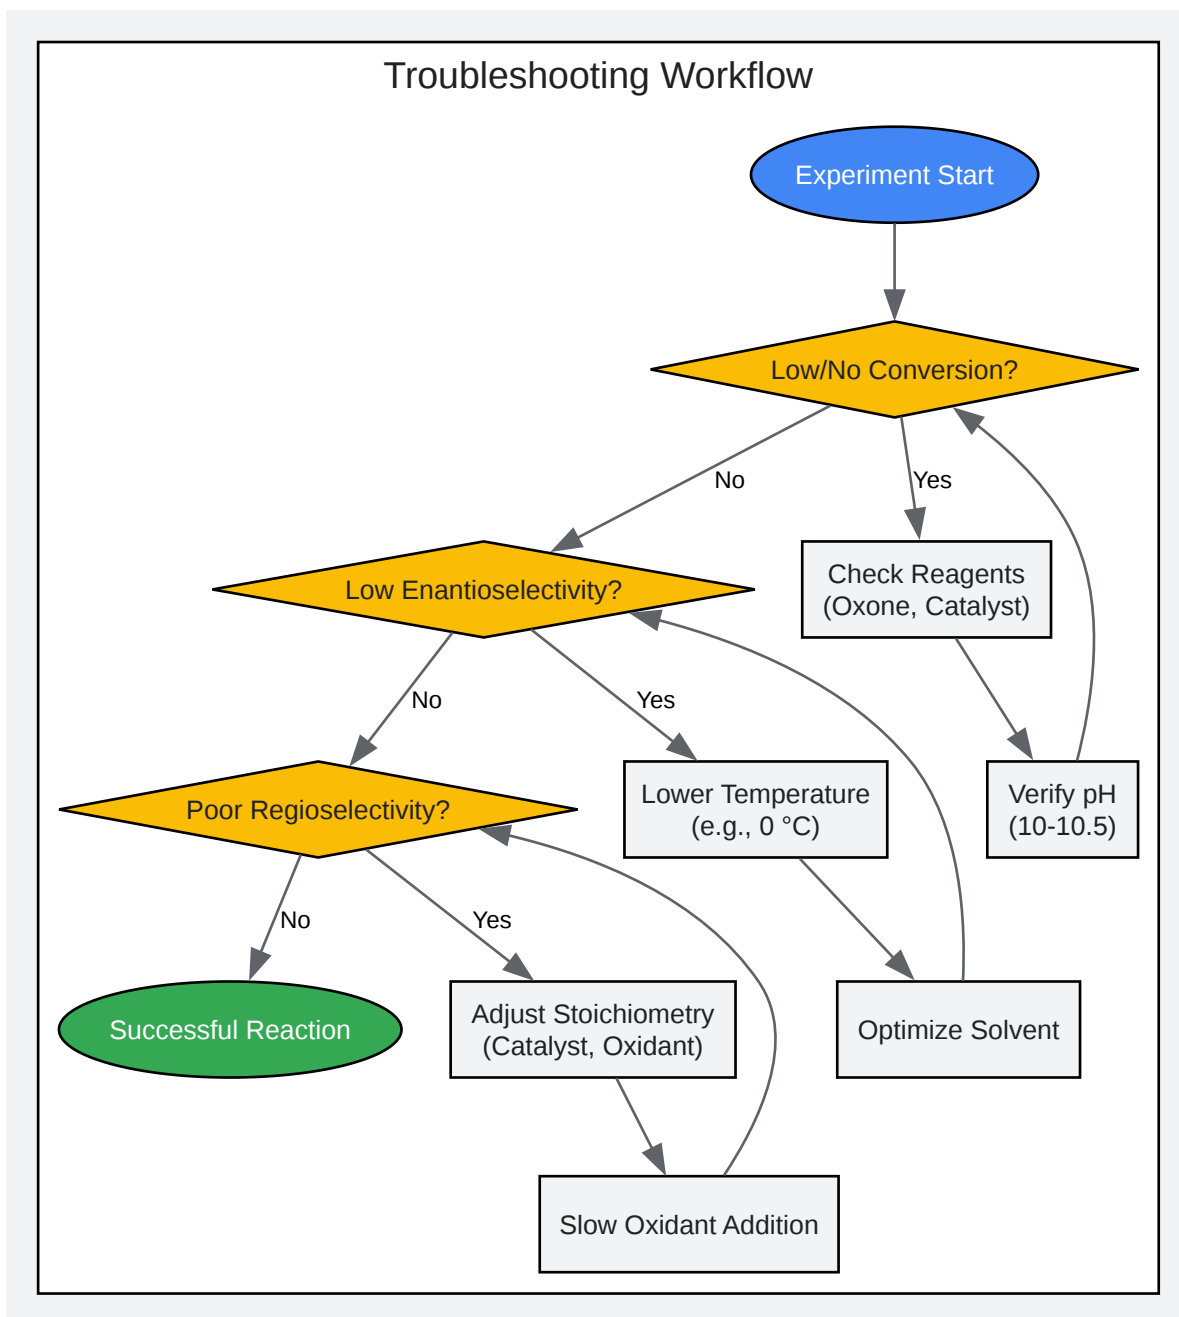 Troubleshooting Workflow
Experiment Start
Low/No Conversion?
No
Yes
Low Enantioselectivity?
Check Reagents
(Oxone, Catalyst)
No
Yes
Poor Regioselectivity?
Lower Temperature
(e.g., 0 °C)
Verify pH
(10-10.5)
No
Yes
Successful Reaction
Adjust Stoichiometry
(Catalyst, Oxidant)
Optimize Solvent
Slow Oxidant Addition